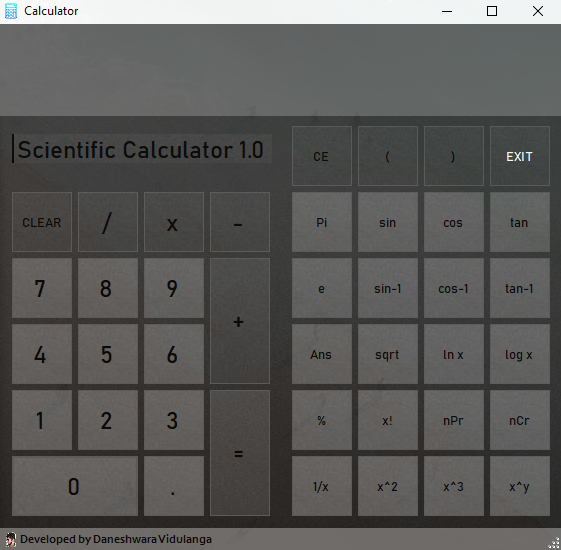 Calculator
Scientific Calculator 1.0
CE ( ) EXIT
CLEAR / x - Pi sin cos tan
7 8 9 + e sin-1 cos-1 tan-1
4 5 6 Ans sqrt ln x log x
1 2 3 = % x! nPr nCr
0 . 1/x x^2 x^3 x^y
Developed by Daneshwara Vidulanga